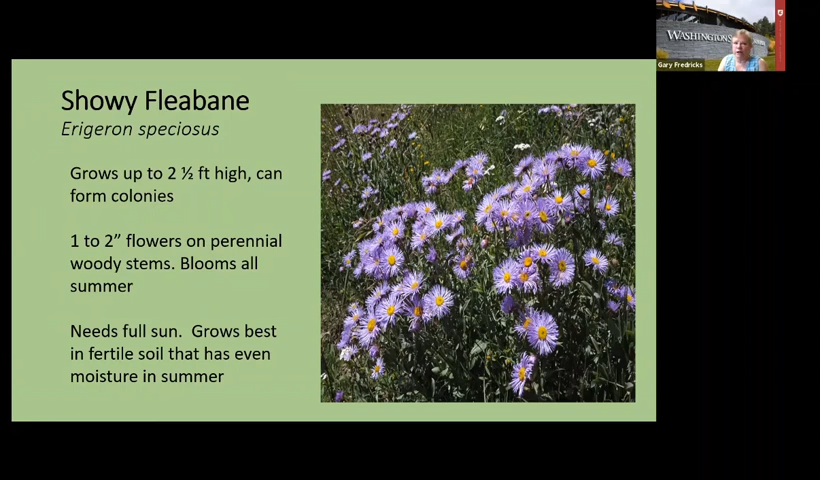 Showy Fleabane
Erigeron speciosus
Grows up to 2 ½ ft high, can
form colonies
1 to 2” flowers on perennial
woody stems. Blooms all
summer
Needs full sun.  Grows best
in fertile soil that has even
moisture in summer
WASHINGTON
Gary Fredricks